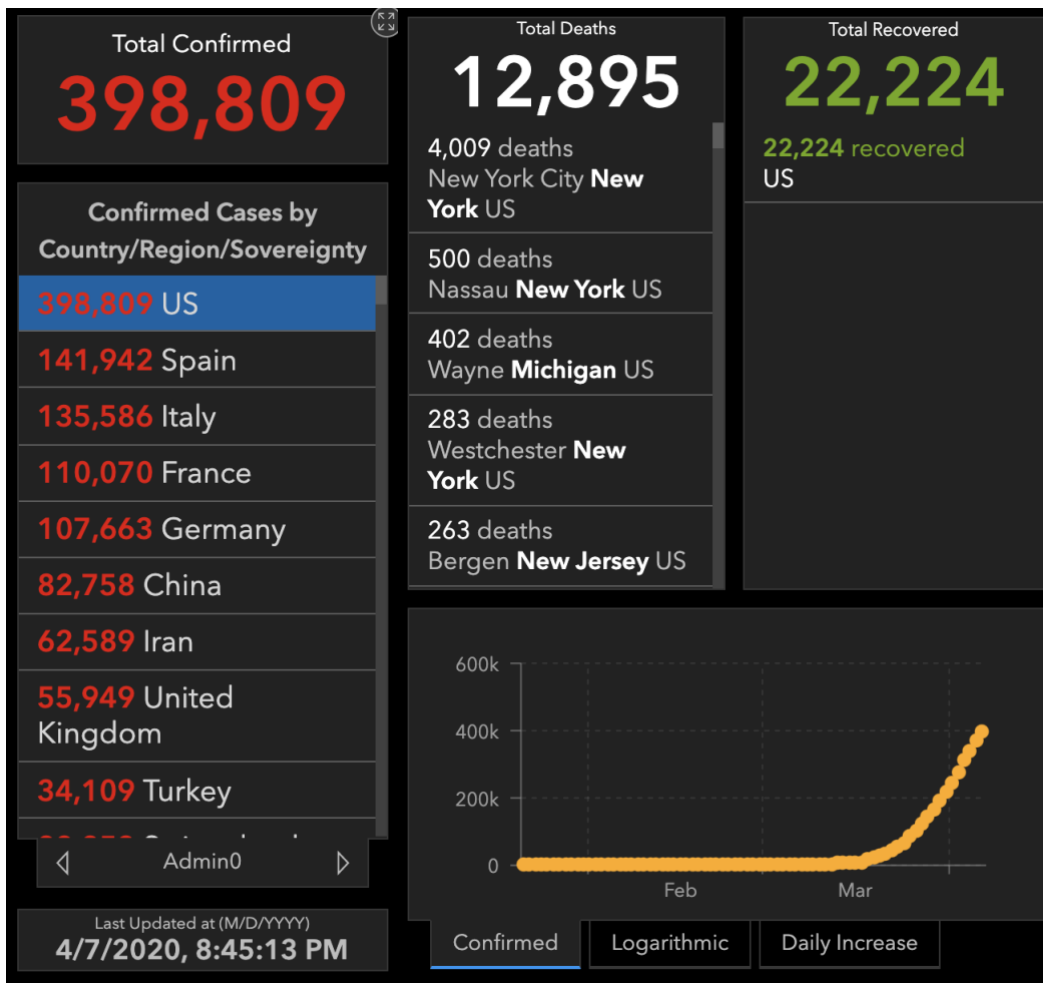 Total Confirmed
398,809
Confirmed Cases by
Country/Region/Sovereignty
398,809 US
141,942 Spain
135,586 Italy
110,070 France
107,663 Germany
82,758 China
62,589 Iran
55,949 United
Kingdom
34,109 Turkey
Admin0
Last Updated at (M/D/YYYY)
4/7/2020, 8:45:13 PM
Total Deaths
12,895
4,009 deaths
New York City New
York US
500 deaths
Nassau New York US
402 deaths
Wayne Michigan US
283 deaths
Westchester New
York US
263 deaths
Bergen New Jersey US
Total Recovered
22,224
22,224 recovered
US
600k
400k
200k
0
Feb Mar
Confirmed Logarithmic Daily Increase